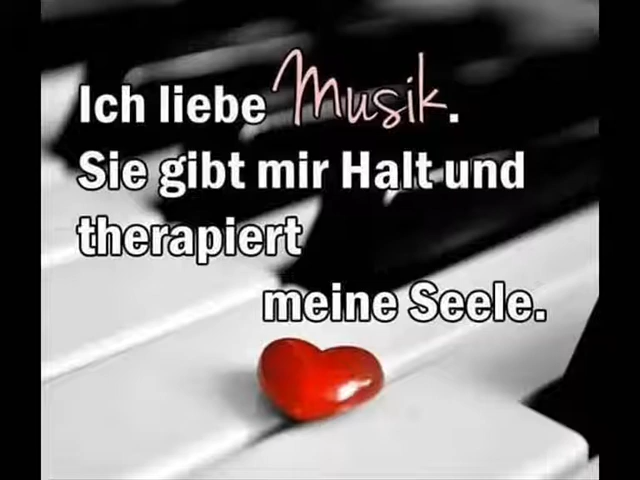 Ich liebe Musik.
Sie gibt mir Halt und
therapiert
meine Seele.